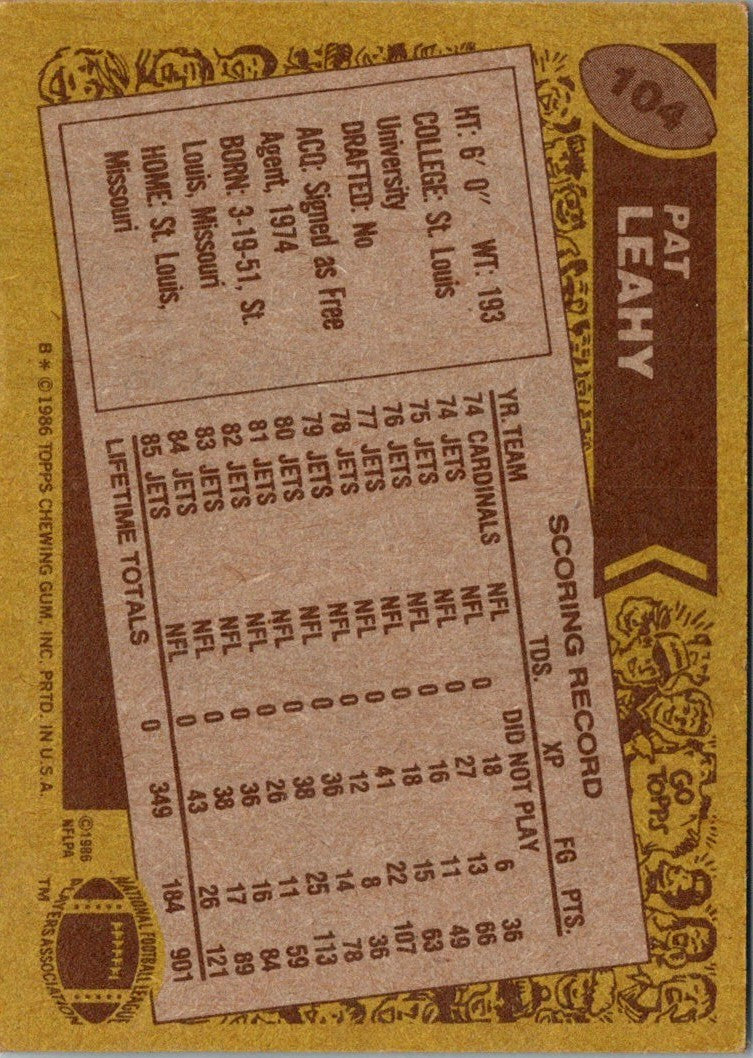 104
PAT
LEAHY
GO
TOPPS
HT: 6' 0" WT: 193
COLLEGE: St. Louis
University
DRAFTED: No
ACQ: Signed as Free
Agent, 1974
BORN: 3-19-51, St.
Louis, Missouri
HOME: St. Louis,
Missouri
SCORING RECORD
YR. TEAM TDS. XP FG PTS.
74 CARDINALS NFL DID NOT PLAY
74 JETS NFL 0 18 6 36
75 JETS NFL 0 27 13 66
76 JETS NFL 0 16 11 49
77 JETS NFL 0 18 15 63
78 JETS NFL 0 41 22 107
79 JETS NFL 0 12 8 36
80 JETS NFL 0 36 14 78
81 JETS NFL 0 38 25 113
82 JETS NFL 0 26 11 59
83 JETS NFL 0 36 16 84
84 JETS NFL 0 38 17 89
85 JETS NFL 0 43 26 121
LIFETIME TOTALS 0 349 184 901
©1986
NFLPA
NATIONAL FOOTBALL LEAGUE
PLAYERS ASSOCIATION
TM
B * © 1986 TOPPS CHEWING GUM, INC. PRTD. IN U.S.A.